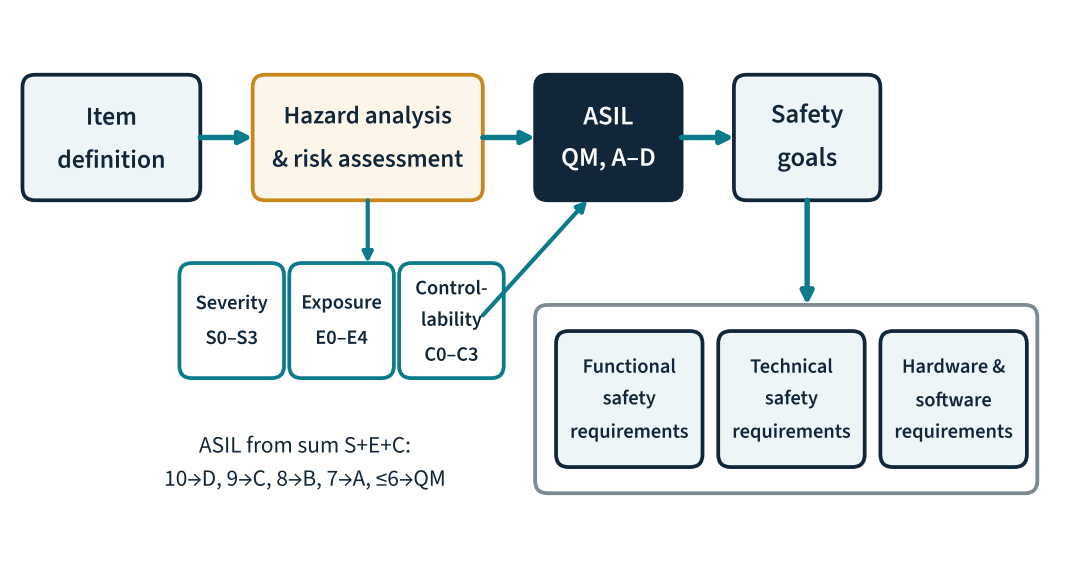 Item
definition
Hazard analysis
& risk assessment
ASIL
QM, A–D
Safety
goals
Severity
S0–S3
Exposure
E0–E4
Control-
lability
C0–C3
Functional
safety
requirements
Technical
safety
requirements
Hardware &
software
requirements
ASIL from sum S+E+C:
10→D, 9→C, 8→B, 7→A, ≤6→QM